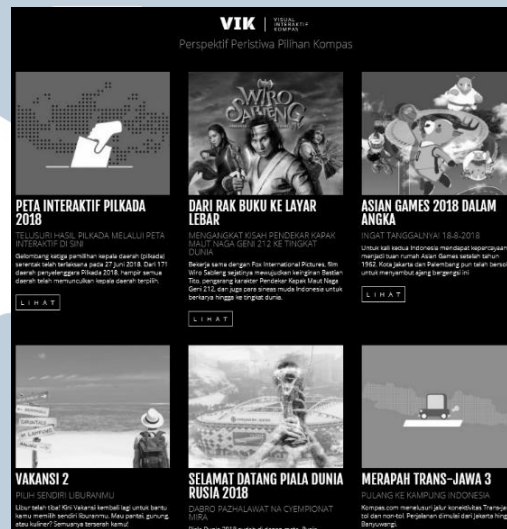 VIK | VISUAL
INTERAKTIF
KOMPAS
Perspektif Peristiwa Pilihan Kompas
WIRO
SABLENG
PETA INTERAKTIF PILKADA
2018
TELUSURI HASIL PILKADA MELALUI PETA
INTERAKTIF DI SINI
Gelombang ketiga pemilihan kepala daerah (pilkada)
serentak telah terlaksana pada 27 Juni 2018. Dari 171
daerah penyelenggara Pilkada 2018, hampir semua
daerah telah memunculkan kepala daerah terpilih.
LIHAT
DARI RAK BUKU KE LAYAR
LEBAR
MENGANGKAT KISAH PENDEKAR KAPAK
MAUT NAGA GENI 212 KE TINGKAT
DUNIA
Bekerja sama dengan Fox International Pictures, film
Wiro Sableng sejatinya mewujudkan keinginan Bastian
Tito, pengarang karakter Pendekar Kapak Maut Naga
Geni 212, dan juga para sineas muda Indonesia untuk
berkarya hingga ke tingkat dunia.
LIHAT
ASIAN GAMES 2018 DALAM
ANGKA
INGAT TANGGALNYA! 18-8-2018
Untuk kali kedua Indonesia mendapat kepercayaan
menjadi tuan rumah Asian Games setelah tahun
1962. Kota Jakarta dan Palembang pun telah bersol
untuk menyambut ajang bergengsi ini
LIHAT
VAKANSI 2
PILIH SENDIRI LIBURANMU
Libur telah tiba! Kini Vakansi kembali lagi untuk bantu
kamu memilih sendiri liburanmu. Mau pantai, gunung,
atau kuliner? Semuanya terserah kamu!
SELAMAT DATANG PIALA DUNIA
RUSIA 2018
DABRO PAZHALAWAT NA CYEMPIONAT
MIRA
MERAPAH TRANS-JAWA 3
PULANG KE KAMPUNG INDONESIA
Kompas.com menelusuri jalur konektivitas Trans-Ja
tol dan non-tol. Perjalanan dimulai dari Jakarta hing
Banyuwangi.